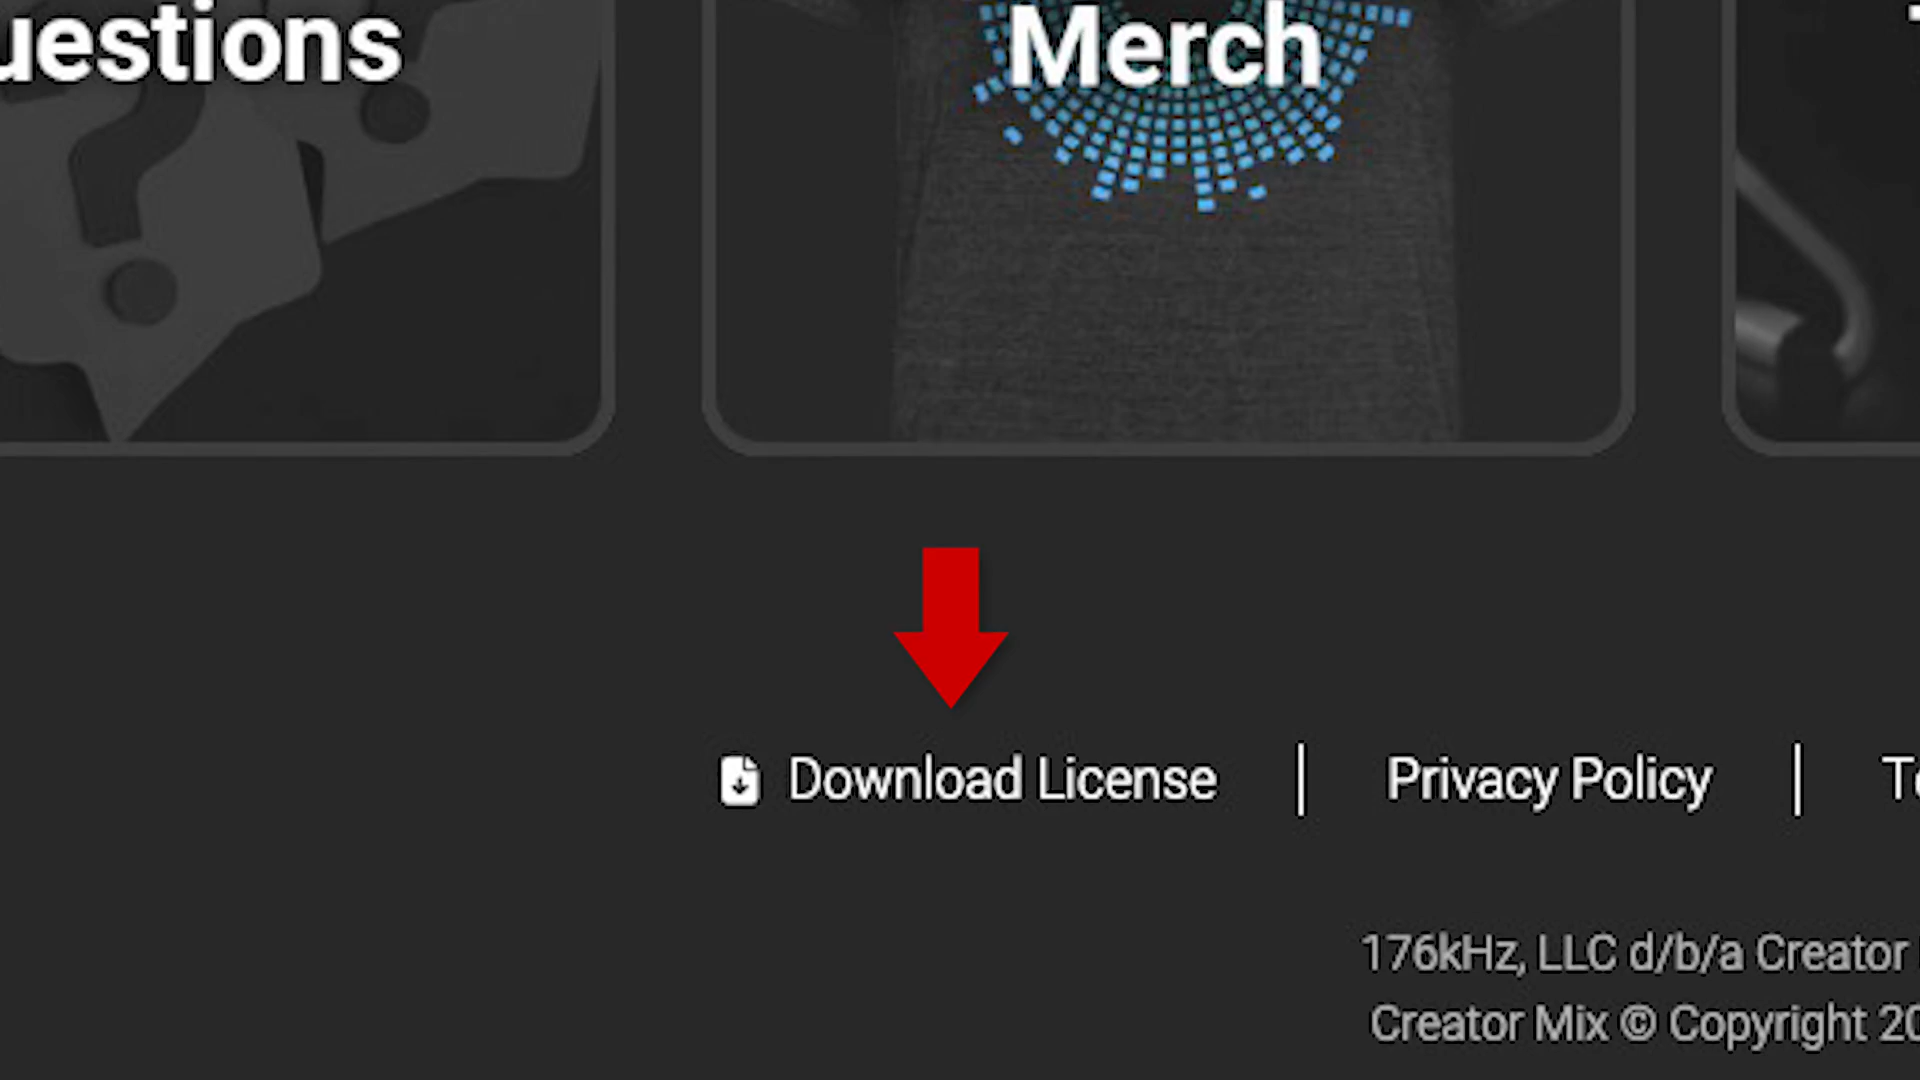 uestions
Merch
Download License | Privacy Policy |
176kHz, LLC d/b/a Creator
Creator Mix © Copyright 20